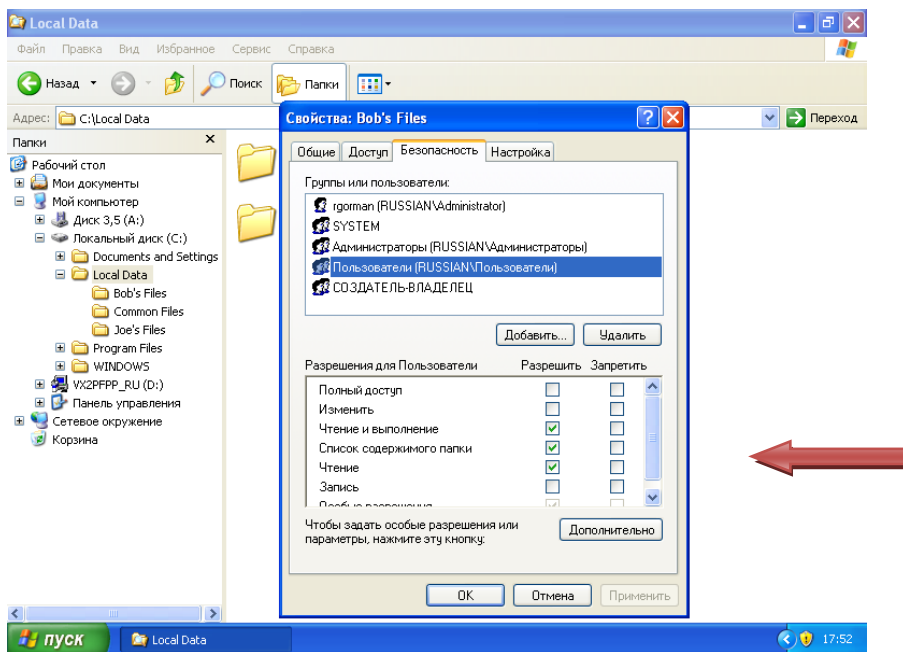 Local Data
Файл Правка Вид Избранное Сервис Справка
Назад Поиск Папки
Адрес: C:\Local Data Переход
Папки
Рабочий стол
Мои документы
Мой компьютер
Диск 3,5 (A:)
Локальный диск (C:)
Documents and Settings
Local Data
Bob's Files
Common Files
Joe's Files
Program Files
WINDOWS
VX2PFPP_RU (D:)
Панель управления
Сетевое окружение
Корзина
Свойства: Bob's Files
Общие Доступ Безопасность Настройка
Группы или пользователи:
rgorman (RUSSIAN\Administrator)
SYSTEM
Администраторы (RUSSIAN\Администраторы)
Пользователи (RUSSIAN\Пользователи)
СОЗДАТЕЛЬ-ВЛАДЕЛЕЦ
Добавить... Удалить
Разрешения для Пользователи Разрешить Запретить
Полный доступ
Изменить
Чтение и выполнение
Список содержимого папки
Чтение
Запись
Особые разрешения
Чтобы задать особые разрешения или
параметры, нажмите эту кнопку:
Дополнительно
OK Отмена Применить
пуск Local Data 17:52